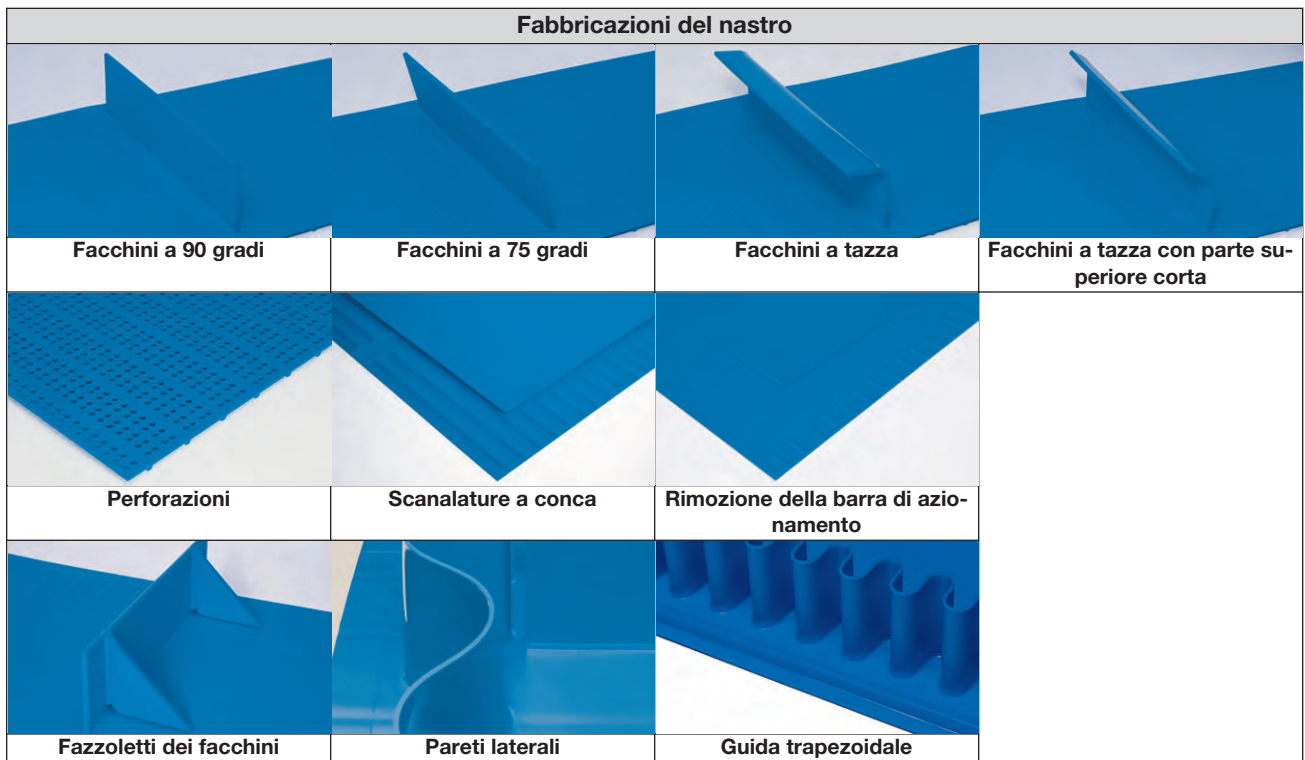 Fabbricazioni del nastro
Facchini a 90 gradi
Facchini a 75 gradi
Facchini a tazza
Facchini a tazza con parte su-
periore corta
Perforazioni
Scanalature a conca
Rimozione della barra di azio-
namento
Fazzoletti dei facchini
Pareti laterali
Guida trapezoidale